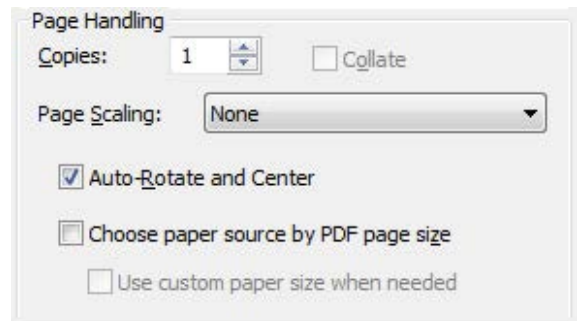 Page Handling
Copies: 1 Collate
Page Scaling: None
Auto-Rotate and Center
Choose paper source by PDF page size
Use custom paper size when needed